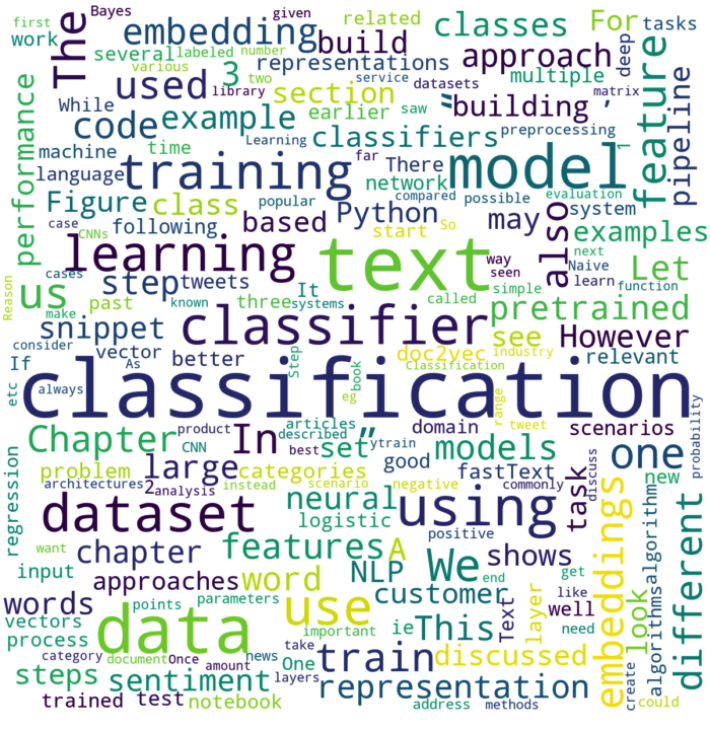 Bayes
first
work
The
embedding
given
related
For
tasks
several
labeled
number
build
classes
various
two
representations
approach
deep
feature
used
library
service
3
section
datasets
multiple
matrix
pipeline
While
“
building
’
performance
code
example
earlier
saw
preprocessing
machine
time
Learning
classifiers
1
language
training
far
There
model
network
compared
possible
evaluation
Figure
class
popular
Python
may
also
system
case
CNNs
following
based
start
So
Naive
next
examples
learning
text
way
seen
learn
function
Let
Reason
us
step
tweets
It
cases
make
past
known
three
systems
called
simple
pretrained
consider
snippet
classifier
see
However
If
vector
better
Step
doc2vec
industry
relevant
etc
always
As
book
Classification
classification
eg
range
tweet
probability
Chapter
product
In
articles
described
ytrain
domain
scenarios
CNN
best
set
”
models
one
regression
problem
large
categories
good
fastText
task
discuss
new
architectures
2
analysis
instead
scenario
negative
commonly
dataset
neural
using
embeddings
algorithms
algorithm
different
want
logistic
positive
input
chapter
features
A
We
shows
end
get
approaches
word
NLP
customer
Text
layer
like
well
look
words
data
points
parameters
use
ie
This
need
vectors
important
process
take
train
discussed
create
category
document
Once
news
One
steps
amount
layers
sentiment
representation
could
trained
test
notebook
address
methods